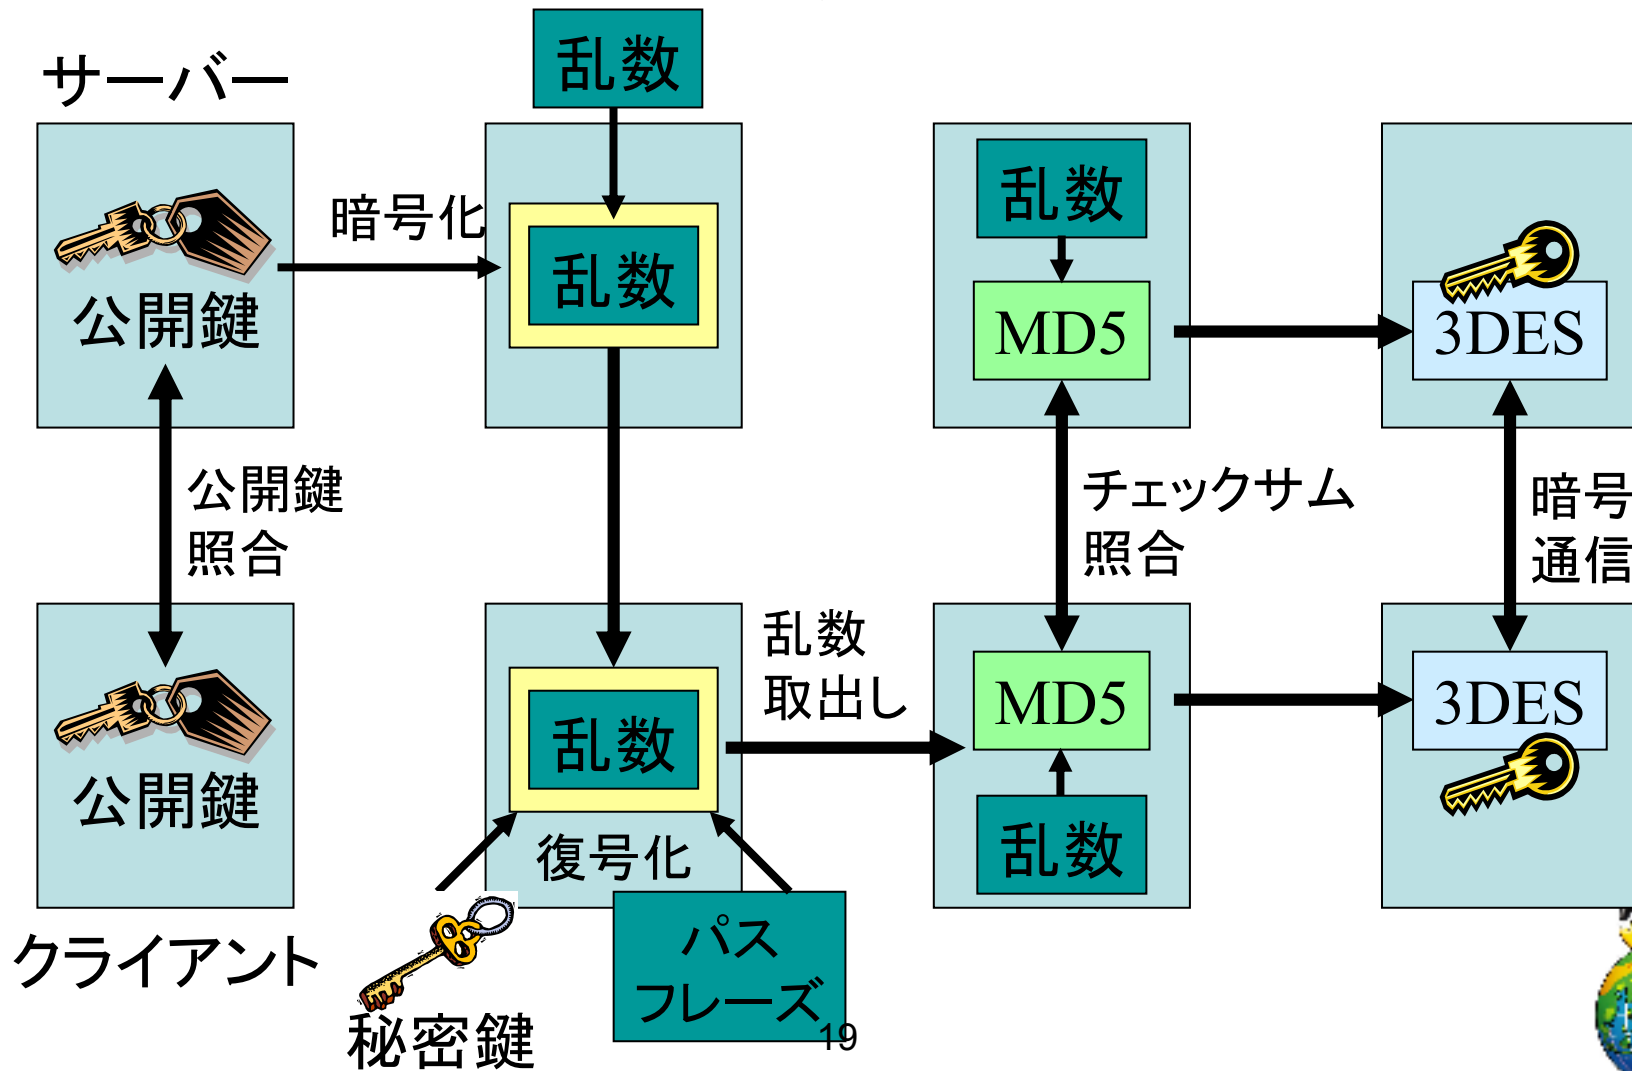 サーバー
乱数
公開鍵
暗号化
乱数
乱数
MD5
3DES
公開鍵
照合
チェックサム
照合
暗号
通信
公開鍵
乱数
復号化
乱数
取出し
MD5
乱数
3DES
クライアント
秘密鍵
パス
フレーズ
19